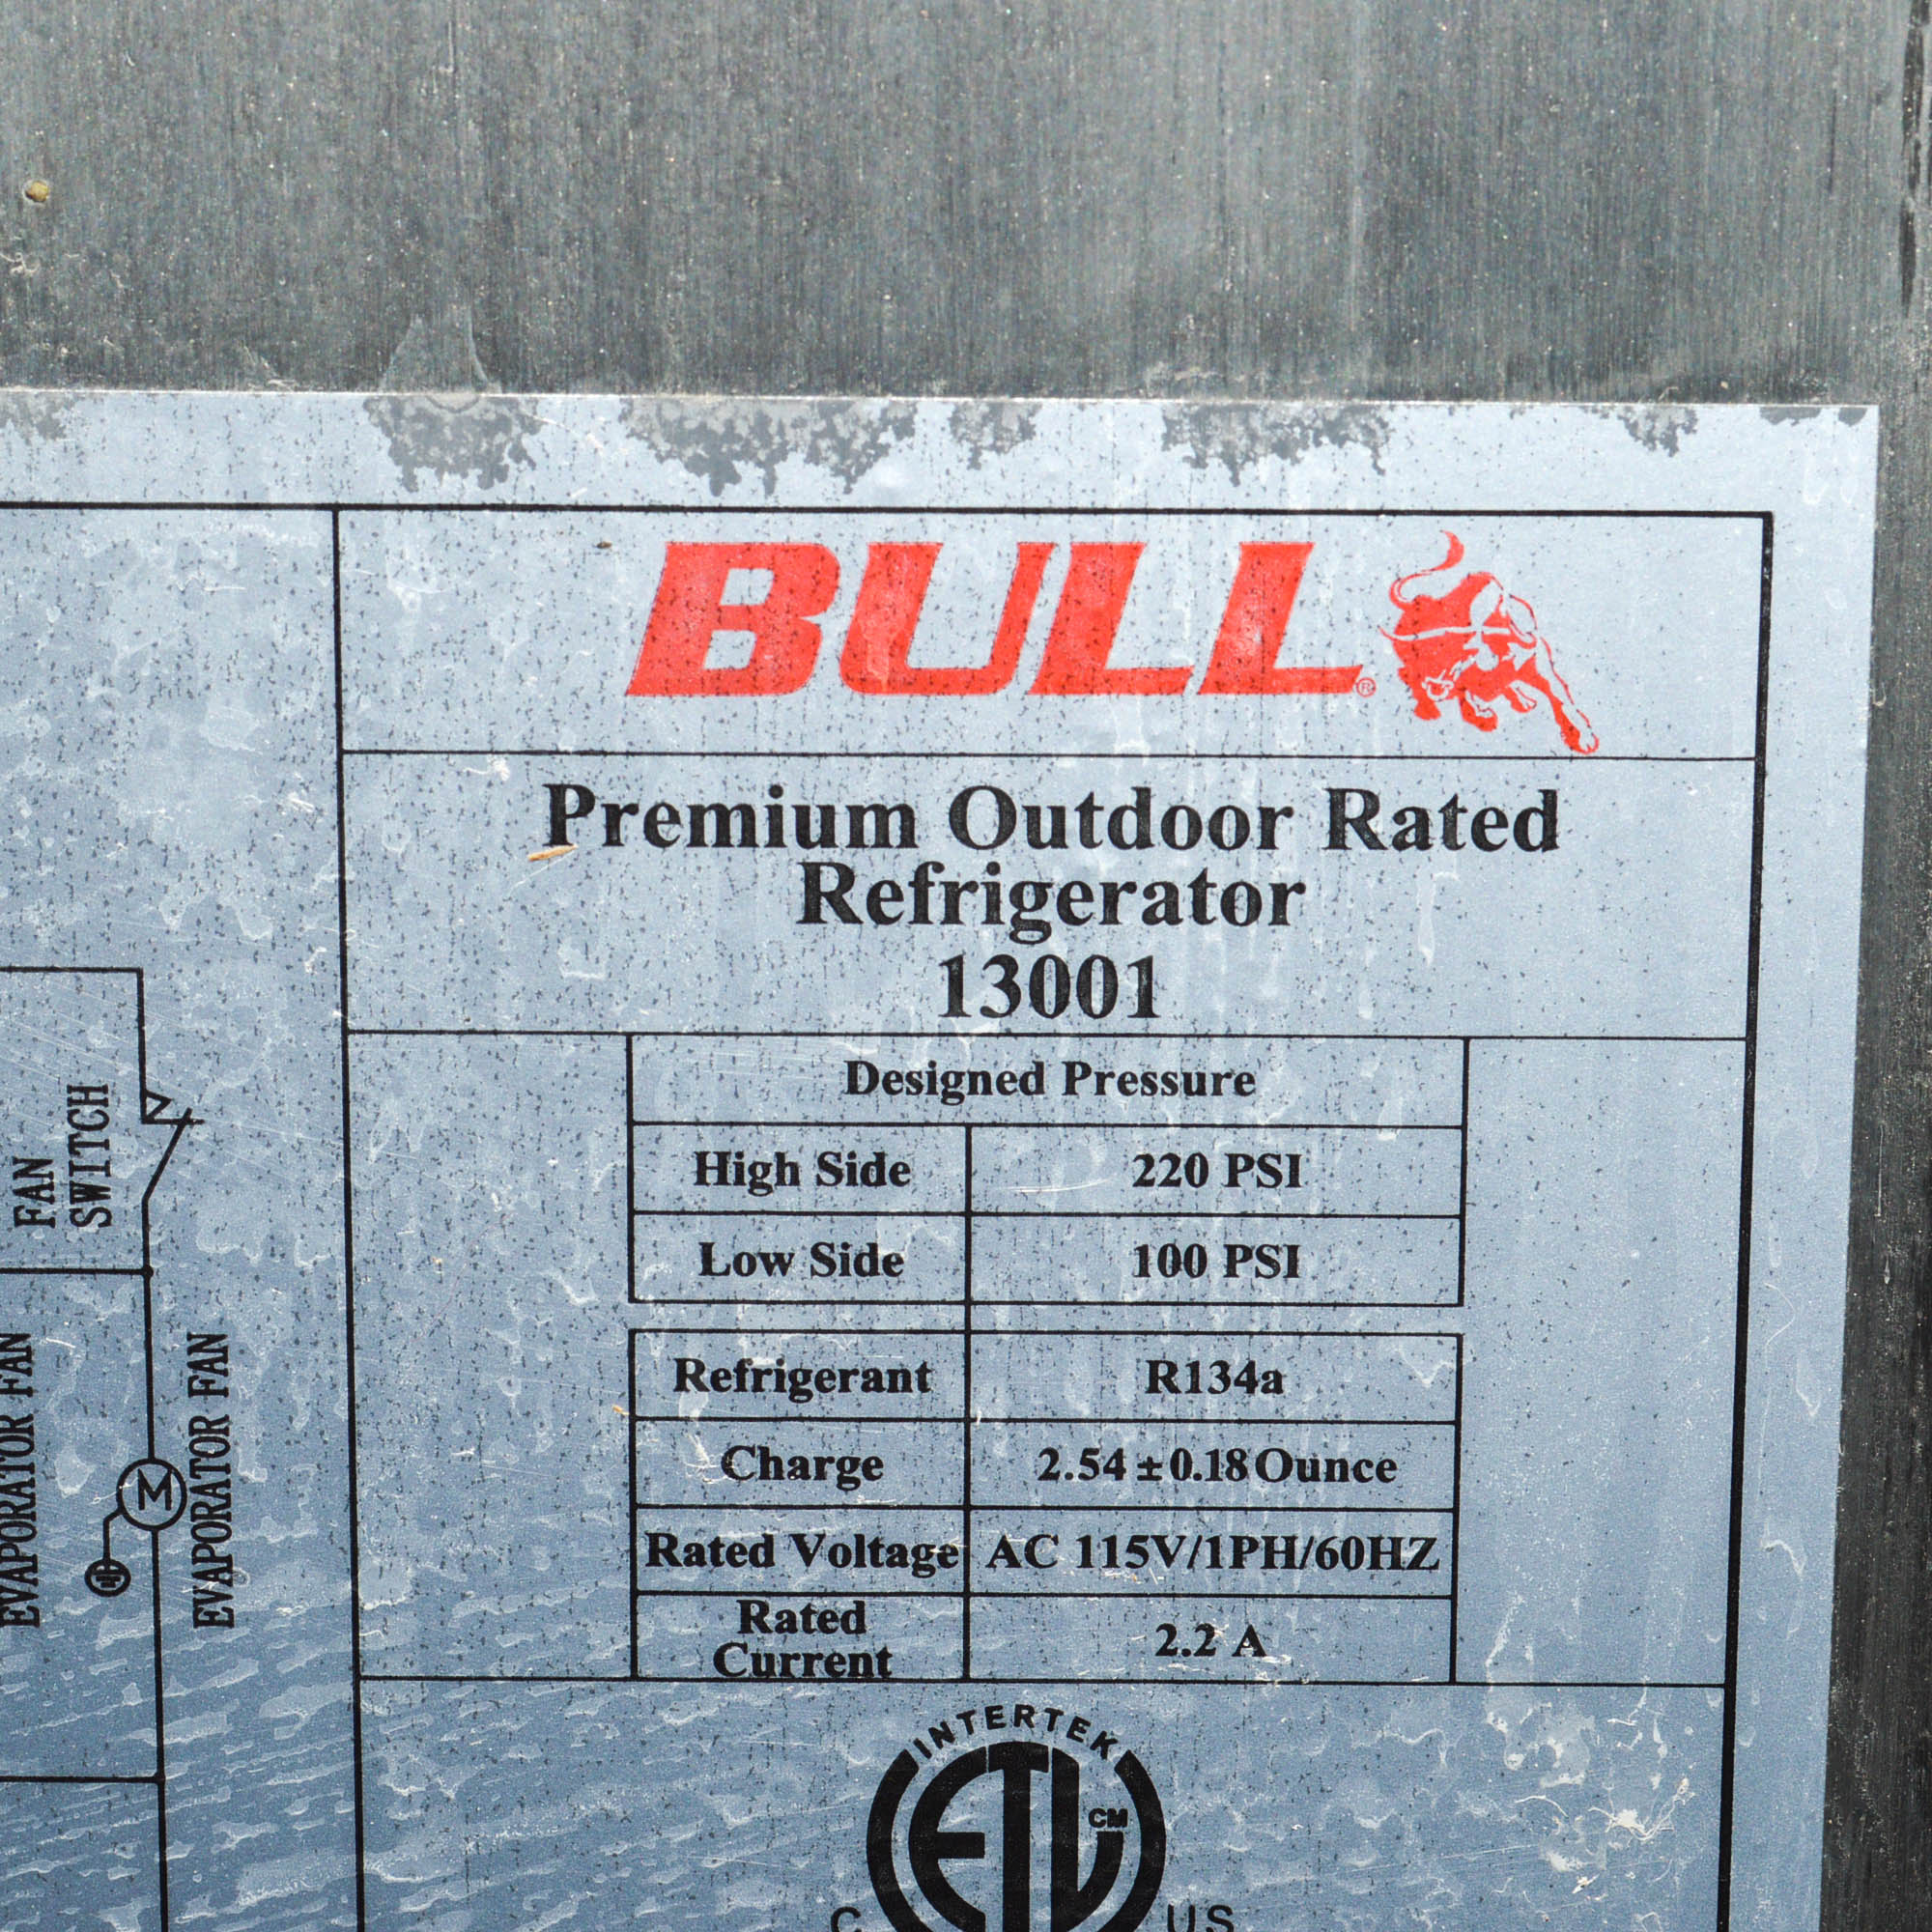 BULL®
Premium Outdoor Rated
Refrigerator
13001
Designed Pressure
High Side 220 PSI
Low Side 100 PSI
Refrigerant R134a
Charge 2.54 ± 0.18 Ounce
Rated Voltage AC 115V/1PH/60HZ
Rated
Current 2.2 A
INTERTEK
ETL CM
C US
FAN
SWITCH
EVAPORATOR FAN
M
EVAPORATOR FAN